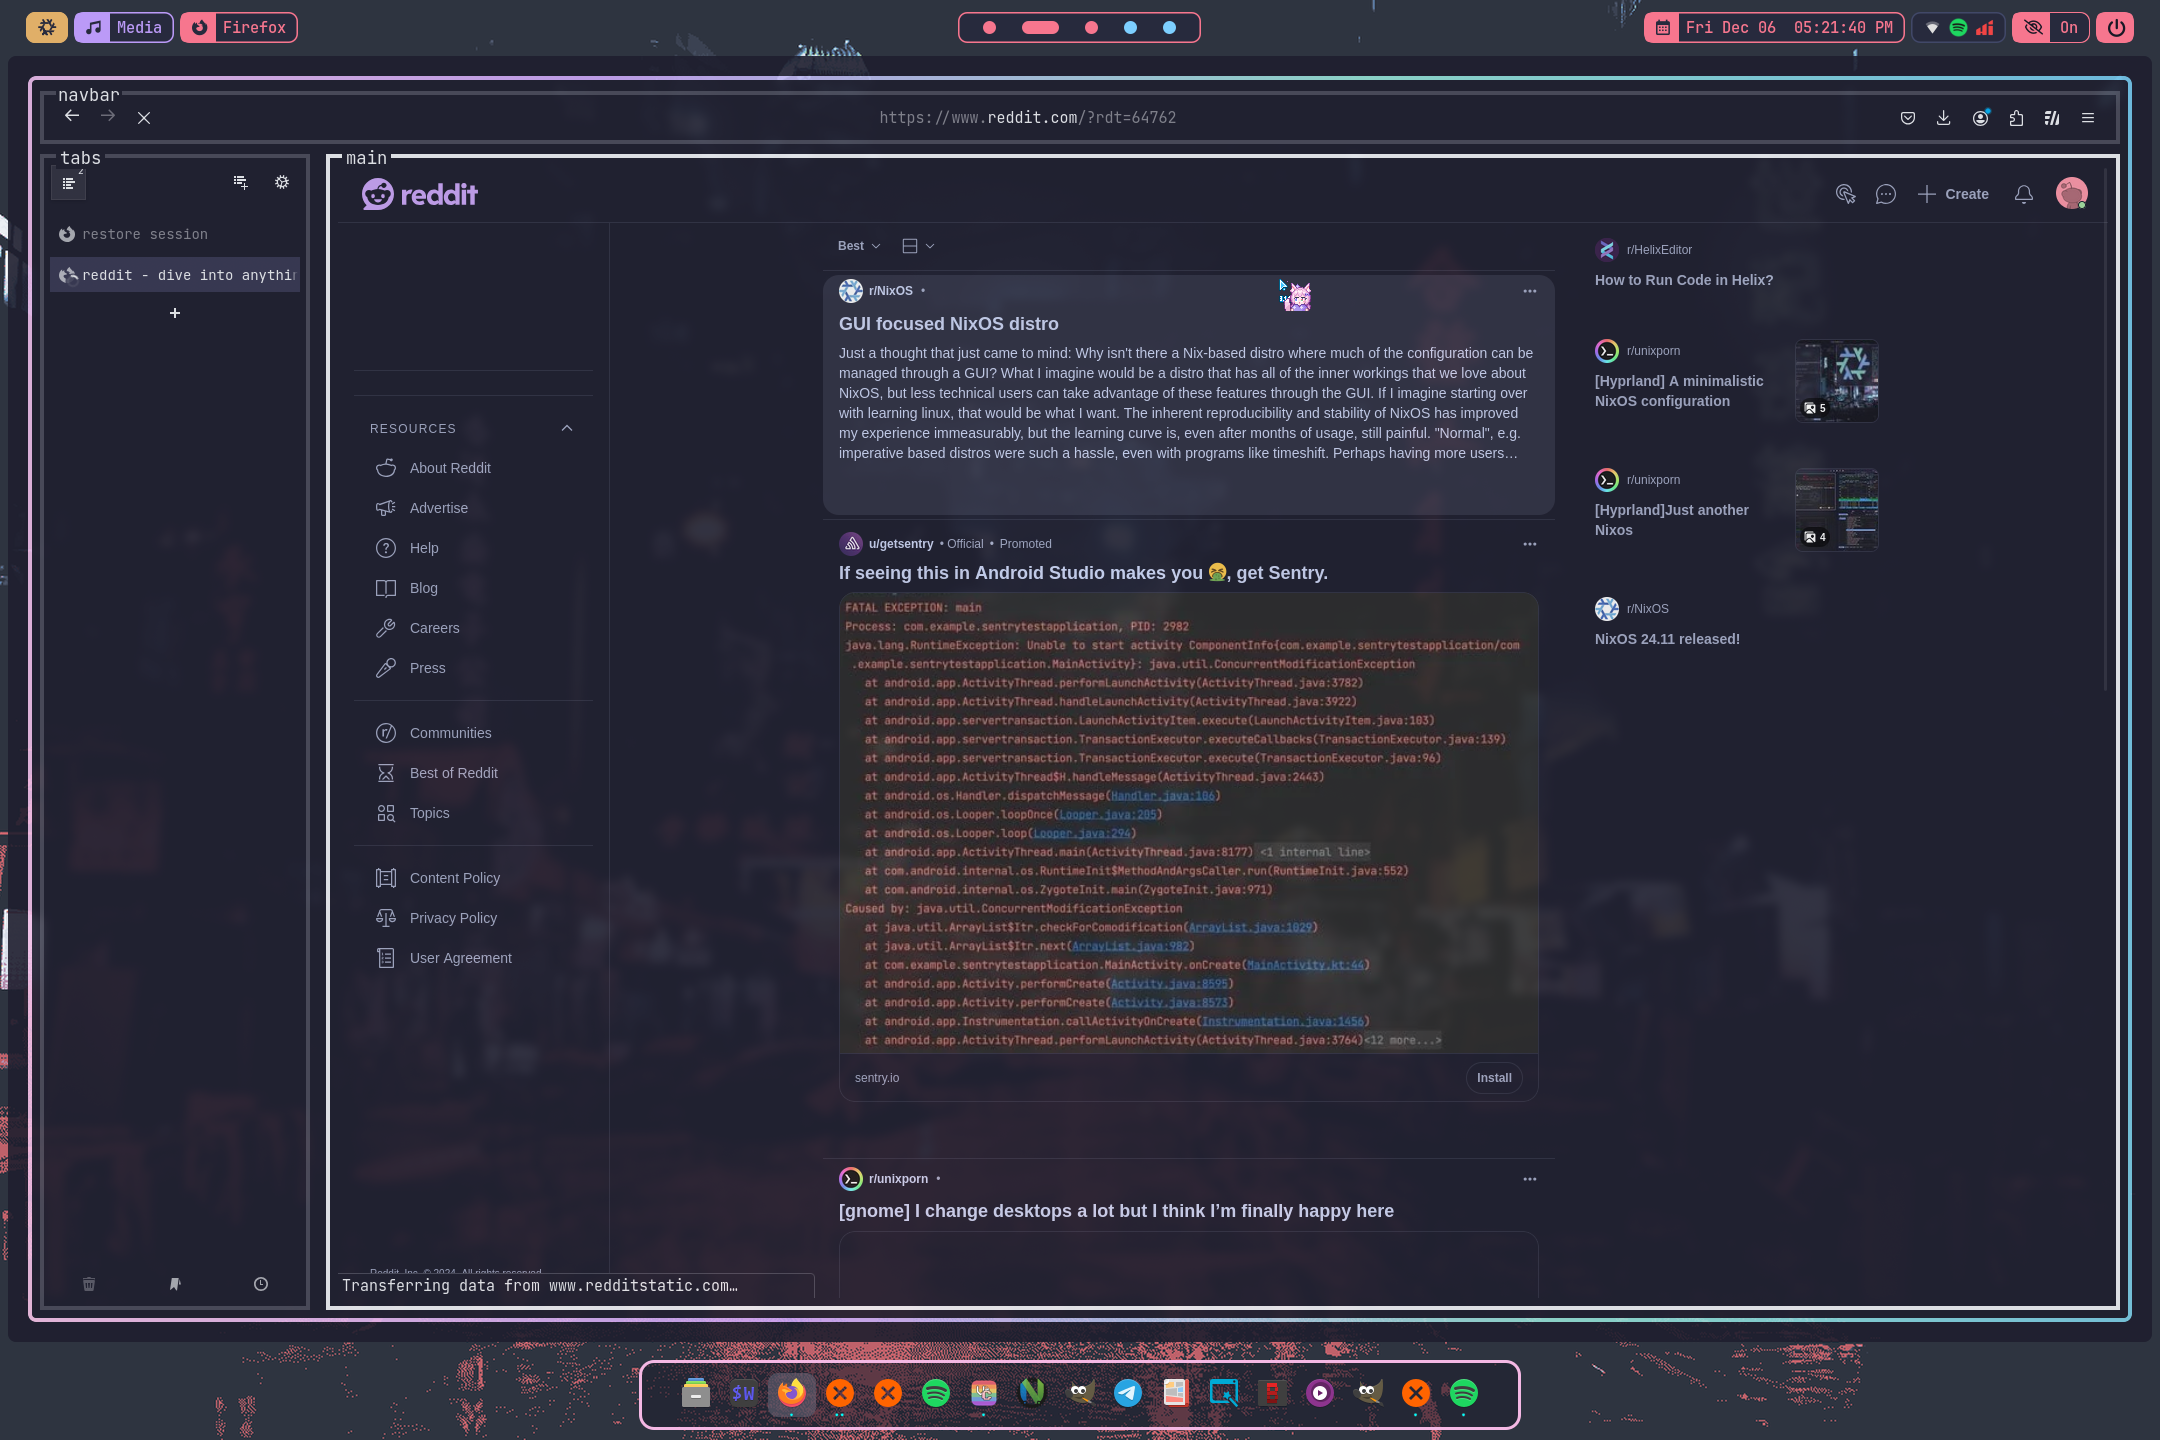 Media
Firefox
Fri Dec 06 05:21:40 PM
On
navbar
https://www.reddit.com/?rdt=64762
tabs
2
restore session
reddit - dive into anythin
main
reddit
Create
RESOURCES
About Reddit
Advertise
Help
Blog
Careers
Press
Communities
Best of Reddit
Topics
Content Policy
Privacy Policy
User Agreement
Reddit, Inc. © 2024. All rights reserved.
Transferring data from www.redditstatic.com…
Best
r/NixOS •
GUI focused NixOS distro
Just a thought that just came to mind: Why isn't there a Nix-based distro where much of the configuration can be
managed through a GUI? What I imagine would be a distro that has all of the inner workings that we love about
NixOS, but less technical users can take advantage of these features through the GUI. If I imagine starting over
with learning linux, that would be what I want. The inherent reproducibility and stability of NixOS has improved
my experience immeasurably, but the learning curve is, even after months of usage, still painful. "Normal", e.g.
imperative based distros were such a hassle, even with programs like timeshift. Perhaps having more users…
u/getsentry • Official • Promoted
If seeing this in Android Studio makes you 🤮, get Sentry.
FATAL EXCEPTION: main
Process: com.example.sentrytestapplication, PID: 2982
java.lang.RuntimeException: Unable to start activity ComponentInfo{com.example.sentrytestapplication/com
.example.sentrytestapplication.MainActivity}: java.util.ConcurrentModificationException
at android.app.ActivityThread.performLaunchActivity(ActivityThread.java:3782)
at android.app.ActivityThread.handleLaunchActivity(ActivityThread.java:3922)
at android.app.servertransaction.LaunchActivityItem.execute(LaunchActivityItem.java:103)
at android.app.servertransaction.TransactionExecutor.executeCallbacks(TransactionExecutor.java:139)
at android.app.servertransaction.TransactionExecutor.execute(TransactionExecutor.java:96)
at android.app.ActivityThread$H.handleMessage(ActivityThread.java:2443)
at android.os.Handler.dispatchMessage(Handler.java:106)
at android.os.Looper.loopOnce(Looper.java:205)
at android.os.Looper.loop(Looper.java:294)
at android.app.ActivityThread.main(ActivityThread.java:8177) <1 internal line>
at com.android.internal.os.RuntimeInit$MethodAndArgsCaller.run(RuntimeInit.java:552)
at com.android.internal.os.ZygoteInit.main(ZygoteInit.java:971)
Caused by: java.util.ConcurrentModificationException
at java.util.ArrayList$Itr.checkForComodification(ArrayList.java:1029)
at java.util.ArrayList$Itr.next(ArrayList.java:982)
at com.example.sentrytestapplication.MainActivity.onCreate(MainActivity.kt:44)
at android.app.Activity.performCreate(Activity.java:8595)
at android.app.Activity.performCreate(Activity.java:8573)
at android.app.Instrumentation.callActivityOnCreate(Instrumentation.java:1456)
at android.app.ActivityThread.performLaunchActivity(ActivityThread.java:3764)<12 more...>
sentry.io
Install
r/unixporn •
[gnome] I change desktops a lot but I think I’m finally happy here
r/HelixEditor
How to Run Code in Helix?
r/unixporn
[Hyprland] A minimalistic
NixOS configuration
5
r/unixporn
[Hyprland]Just another
Nixos
4
r/NixOS
NixOS 24.11 released!
$W